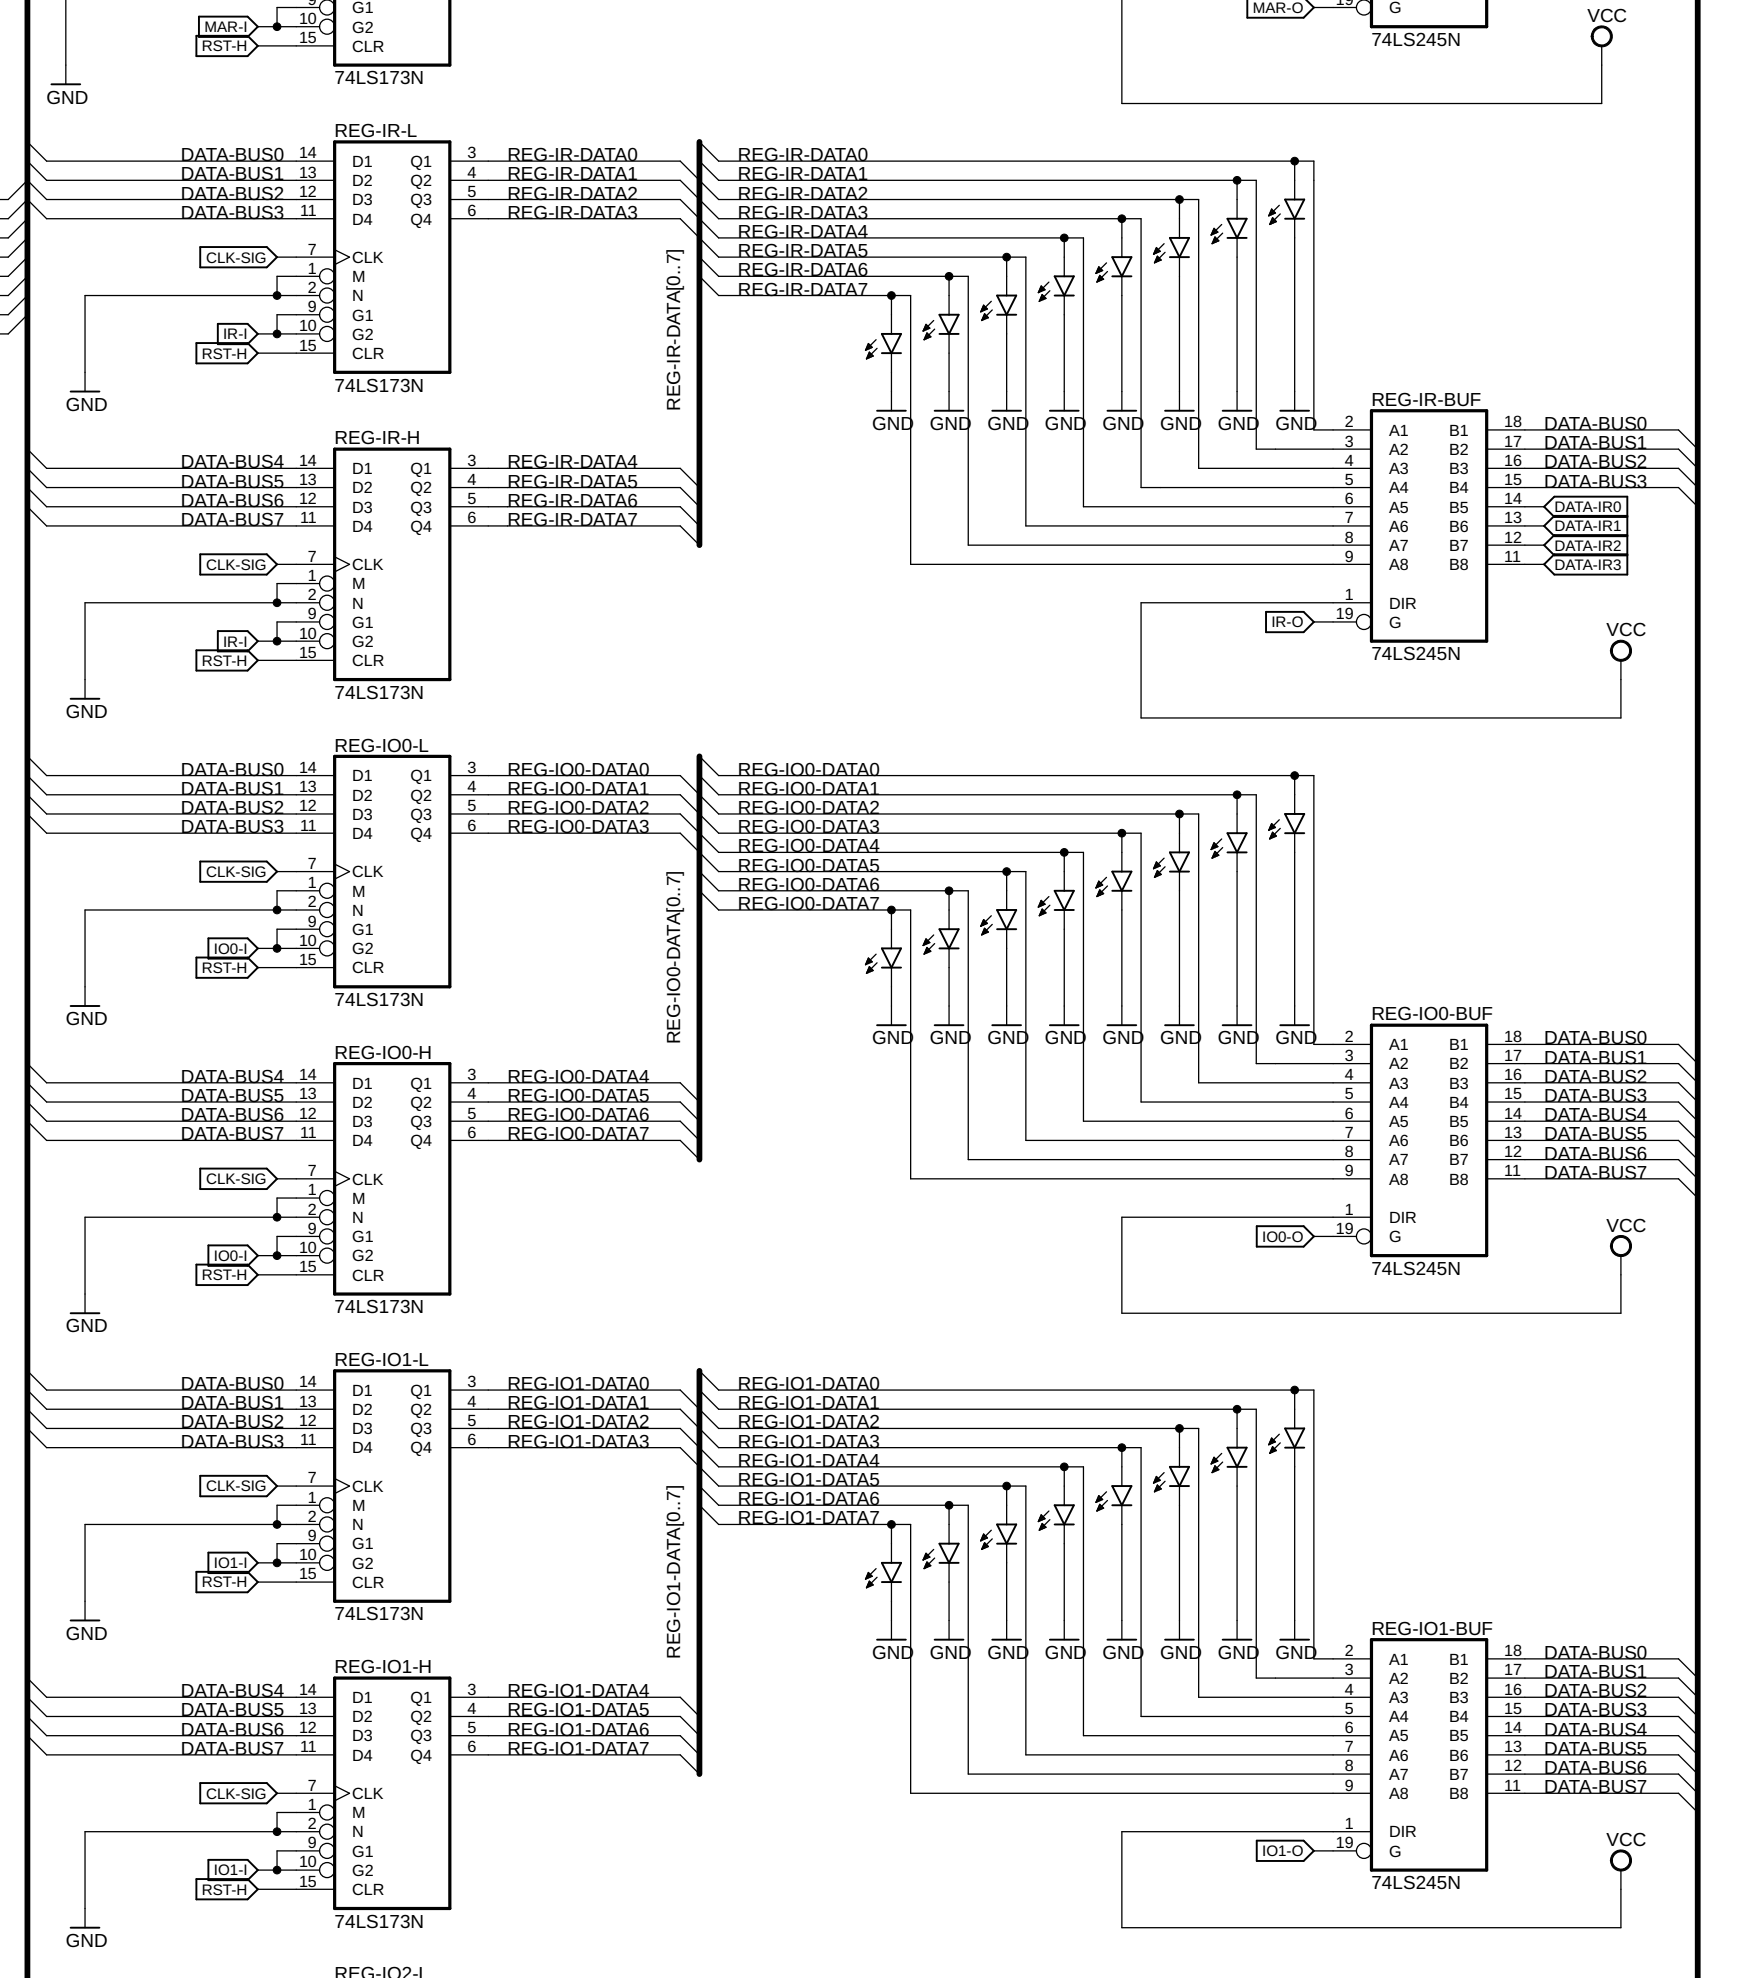 9 G1
MAR-I 10 G2
RST-H 15 CLR
74LS173N
GND
MAR-O 19 G
74LS245N
VCC
REG-IR-L
DATA-BUS0 14 D1 Q1 3 REG-IR-DATA0
DATA-BUS1 13 D2 Q2 4 REG-IR-DATA1
DATA-BUS2 12 D3 Q3 5 REG-IR-DATA2
DATA-BUS3 11 D4 Q4 6 REG-IR-DATA3
CLK-SIG 7 CLK
1 M
2 N
9 G1
IR-I 10 G2
RST-H 15 CLR
74LS173N
GND
REG-IR-DATA[0..7]
REG-IR-DATA0
REG-IR-DATA1
REG-IR-DATA2
REG-IR-DATA3
REG-IR-DATA4
REG-IR-DATA5
REG-IR-DATA6
REG-IR-DATA7
GND GND GND GND GND GND GND GND
REG-IR-H
DATA-BUS4 14 D1 Q1 3 REG-IR-DATA4
DATA-BUS5 13 D2 Q2 4 REG-IR-DATA5
DATA-BUS6 12 D3 Q3 5 REG-IR-DATA6
DATA-BUS7 11 D4 Q4 6 REG-IR-DATA7
CLK-SIG 7 CLK
1 M
2 N
9 G1
IR-I 10 G2
RST-H 15 CLR
74LS173N
GND
REG-IR-BUF
2 A1 B1 18 DATA-BUS0
3 A2 B2 17 DATA-BUS1
4 A3 B3 16 DATA-BUS2
5 A4 B4 15 DATA-BUS3
6 A5 B5 14 DATA-IR0
7 A6 B6 13 DATA-IR1
8 A7 B7 12 DATA-IR2
9 A8 B8 11 DATA-IR3
1 DIR
IR-O 19 G
74LS245N
VCC
REG-IO0-L
DATA-BUS0 14 D1 Q1 3 REG-IO0-DATA0
DATA-BUS1 13 D2 Q2 4 REG-IO0-DATA1
DATA-BUS2 12 D3 Q3 5 REG-IO0-DATA2
DATA-BUS3 11 D4 Q4 6 REG-IO0-DATA3
CLK-SIG 7 CLK
1 M
2 N
9 G1
IO0-I 10 G2
RST-H 15 CLR
74LS173N
GND
REG-IO0-DATA[0..7]
REG-IO0-DATA0
REG-IO0-DATA1
REG-IO0-DATA2
REG-IO0-DATA3
REG-IO0-DATA4
REG-IO0-DATA5
REG-IO0-DATA6
REG-IO0-DATA7
GND GND GND GND GND GND GND GND
REG-IO0-H
DATA-BUS4 14 D1 Q1 3 REG-IO0-DATA4
DATA-BUS5 13 D2 Q2 4 REG-IO0-DATA5
DATA-BUS6 12 D3 Q3 5 REG-IO0-DATA6
DATA-BUS7 11 D4 Q4 6 REG-IO0-DATA7
CLK-SIG 7 CLK
1 M
2 N
9 G1
IO0-I 10 G2
RST-H 15 CLR
74LS173N
GND
REG-IO0-BUF
2 A1 B1 18 DATA-BUS0
3 A2 B2 17 DATA-BUS1
4 A3 B3 16 DATA-BUS2
5 A4 B4 15 DATA-BUS3
6 A5 B5 14 DATA-BUS4
7 A6 B6 13 DATA-BUS5
8 A7 B7 12 DATA-BUS6
9 A8 B8 11 DATA-BUS7
1 DIR
IO0-O 19 G
74LS245N
VCC
REG-IO1-L
DATA-BUS0 14 D1 Q1 3 REG-IO1-DATA0
DATA-BUS1 13 D2 Q2 4 REG-IO1-DATA1
DATA-BUS2 12 D3 Q3 5 REG-IO1-DATA2
DATA-BUS3 11 D4 Q4 6 REG-IO1-DATA3
CLK-SIG 7 CLK
1 M
2 N
9 G1
IO1-I 10 G2
RST-H 15 CLR
74LS173N
GND
REG-IO1-DATA[0..7]
REG-IO1-DATA0
REG-IO1-DATA1
REG-IO1-DATA2
REG-IO1-DATA3
REG-IO1-DATA4
REG-IO1-DATA5
REG-IO1-DATA6
REG-IO1-DATA7
GND GND GND GND GND GND GND GND
REG-IO1-H
DATA-BUS4 14 D1 Q1 3 REG-IO1-DATA4
DATA-BUS5 13 D2 Q2 4 REG-IO1-DATA5
DATA-BUS6 12 D3 Q3 5 REG-IO1-DATA6
DATA-BUS7 11 D4 Q4 6 REG-IO1-DATA7
CLK-SIG 7 CLK
1 M
2 N
9 G1
IO1-I 10 G2
RST-H 15 CLR
74LS173N
GND
REG-IO1-BUF
2 A1 B1 18 DATA-BUS0
3 A2 B2 17 DATA-BUS1
4 A3 B3 16 DATA-BUS2
5 A4 B4 15 DATA-BUS3
6 A5 B5 14 DATA-BUS4
7 A6 B6 13 DATA-BUS5
8 A7 B7 12 DATA-BUS6
9 A8 B8 11 DATA-BUS7
1 DIR
IO1-O 19 G
74LS245N
VCC
REG-IO2-L